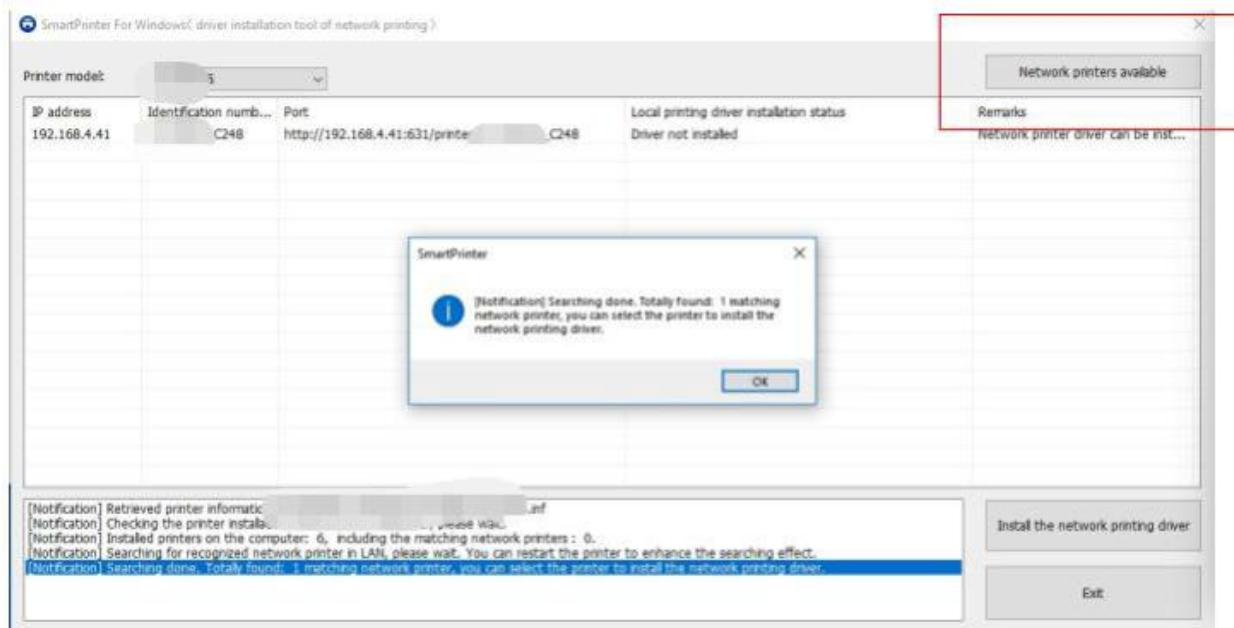 SmartPrinter For Windows( driver installation tool of network printing )
Printer model:
5
Network printers available
IP address Identification numb... Port Local printing driver installation status Remarks
192.168.4.41 C248 http://192.168.4.41:631/printe C248 Driver not installed Network printer driver can be inst...
SmartPrinter
[Notification] Searching done. Totally found: 1 matching
network printer, you can select the printer to install the
network printing driver.
OK
[Notification] Retrieved printer informatic .inf
[Notification] Checking the printer installa , please wait.
[Notification] Installed printers on the computer: 6, including the matching network printers : 0.
[Notification] Searching for recognized network printer in LAN, please wait. You can restart the printer to enhance the searching effect.
[Notification] Searching done. Totally found: 1 matching network printer, you can select the printer to install the network printing driver.
Install the network printing driver
Exit